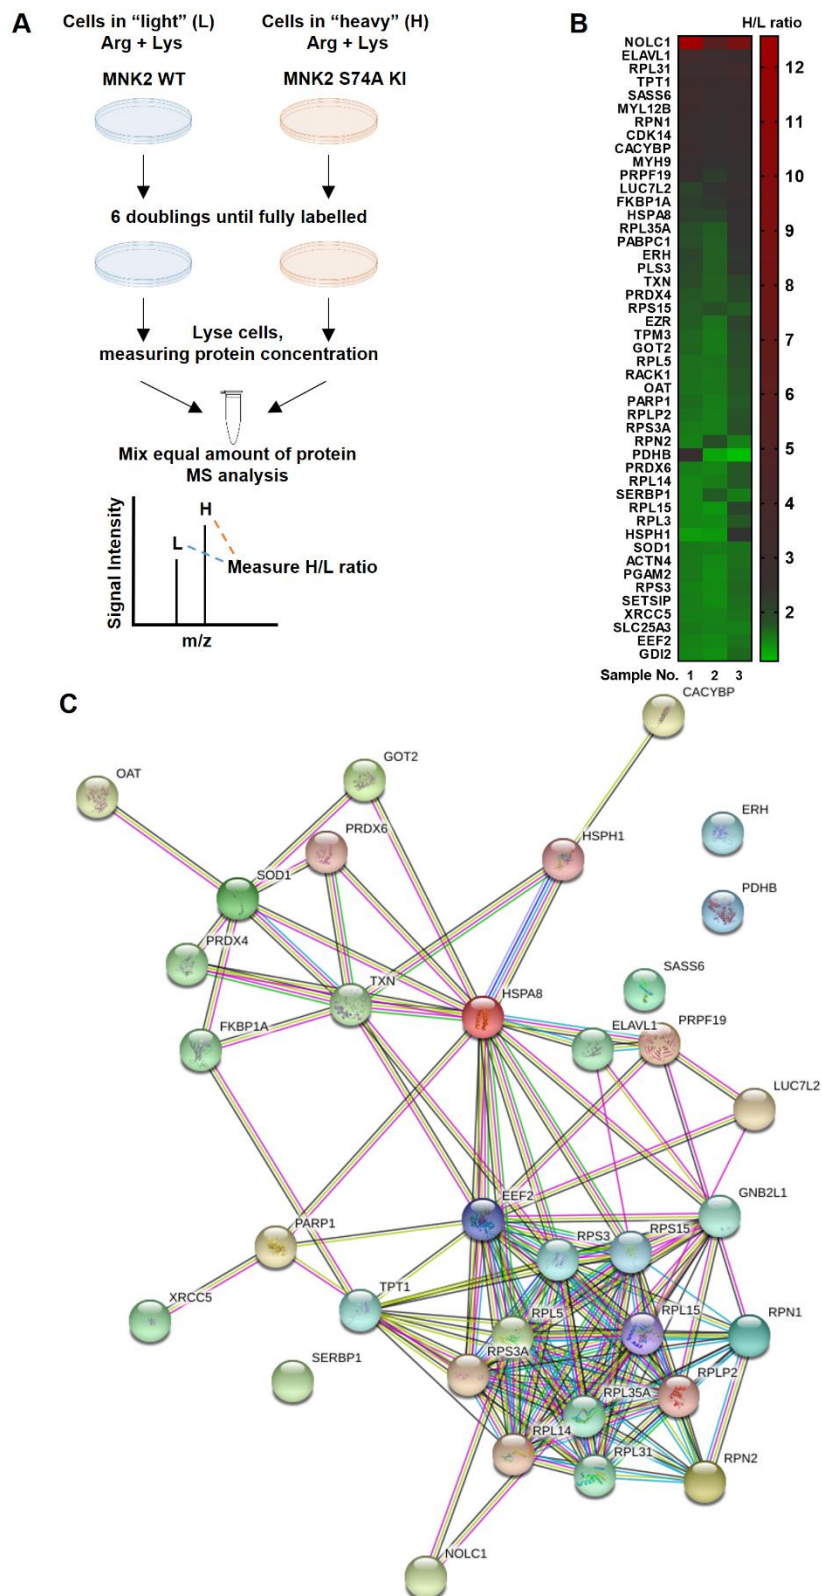 A
Cells in “light” (L)
Arg + Lys
MNK2 WT
Cells in “heavy” (H)
Arg + Lys
MNK2 S74A KI
6 doublings until fully labelled
Lyse cells,
measuring protein concentration
Mix equal amount of protein
MS analysis
Signal Intensity
L
H
Measure H/L ratio
m/z
B
H/L ratio
NOLC1
ELAVL1
RPL31
TPT1
SASS6
MYL12B
RPN1
CDK14
CACYBP
MYH9
PRPF19
LUC7L2
FKBP1A
HSPA8
RPL35A
PABPC1
ERH
PLS3
TXN
PRDX4
RPS15
EZR
TPM3
GOT2
RPL5
RACK1
OAT
PARP1
RPLP2
RPS3A
RPN2
PDHB
PRDX6
RPL14
SERBP1
RPL15
RPL3
HSPH1
SOD1
ACTN4
PGAM2
RPS3
SETSIP
XRCC5
SLC25A3
EEF2
GDI2
Sample No. 1 2 3
12
11
10
9
8
7
6
5
4
3
2
C
CACYBP
OAT
GOT2
ERH
PRDX6
HSPH1
SOD1
PDHB
PRDX4
SASS6
TXN
HSPA8
FKBP1A
ELAVL1
PRPF19
LUC7L2
EEF2
GNB2L1
PARP1
RPS3
RPS15
XRCC5
TPT1
RPL5
RPL15
RPN1
SERBP1
RPS3A
RPL35A
RPLP2
RPL14
RPL31
RPN2
NOLC1